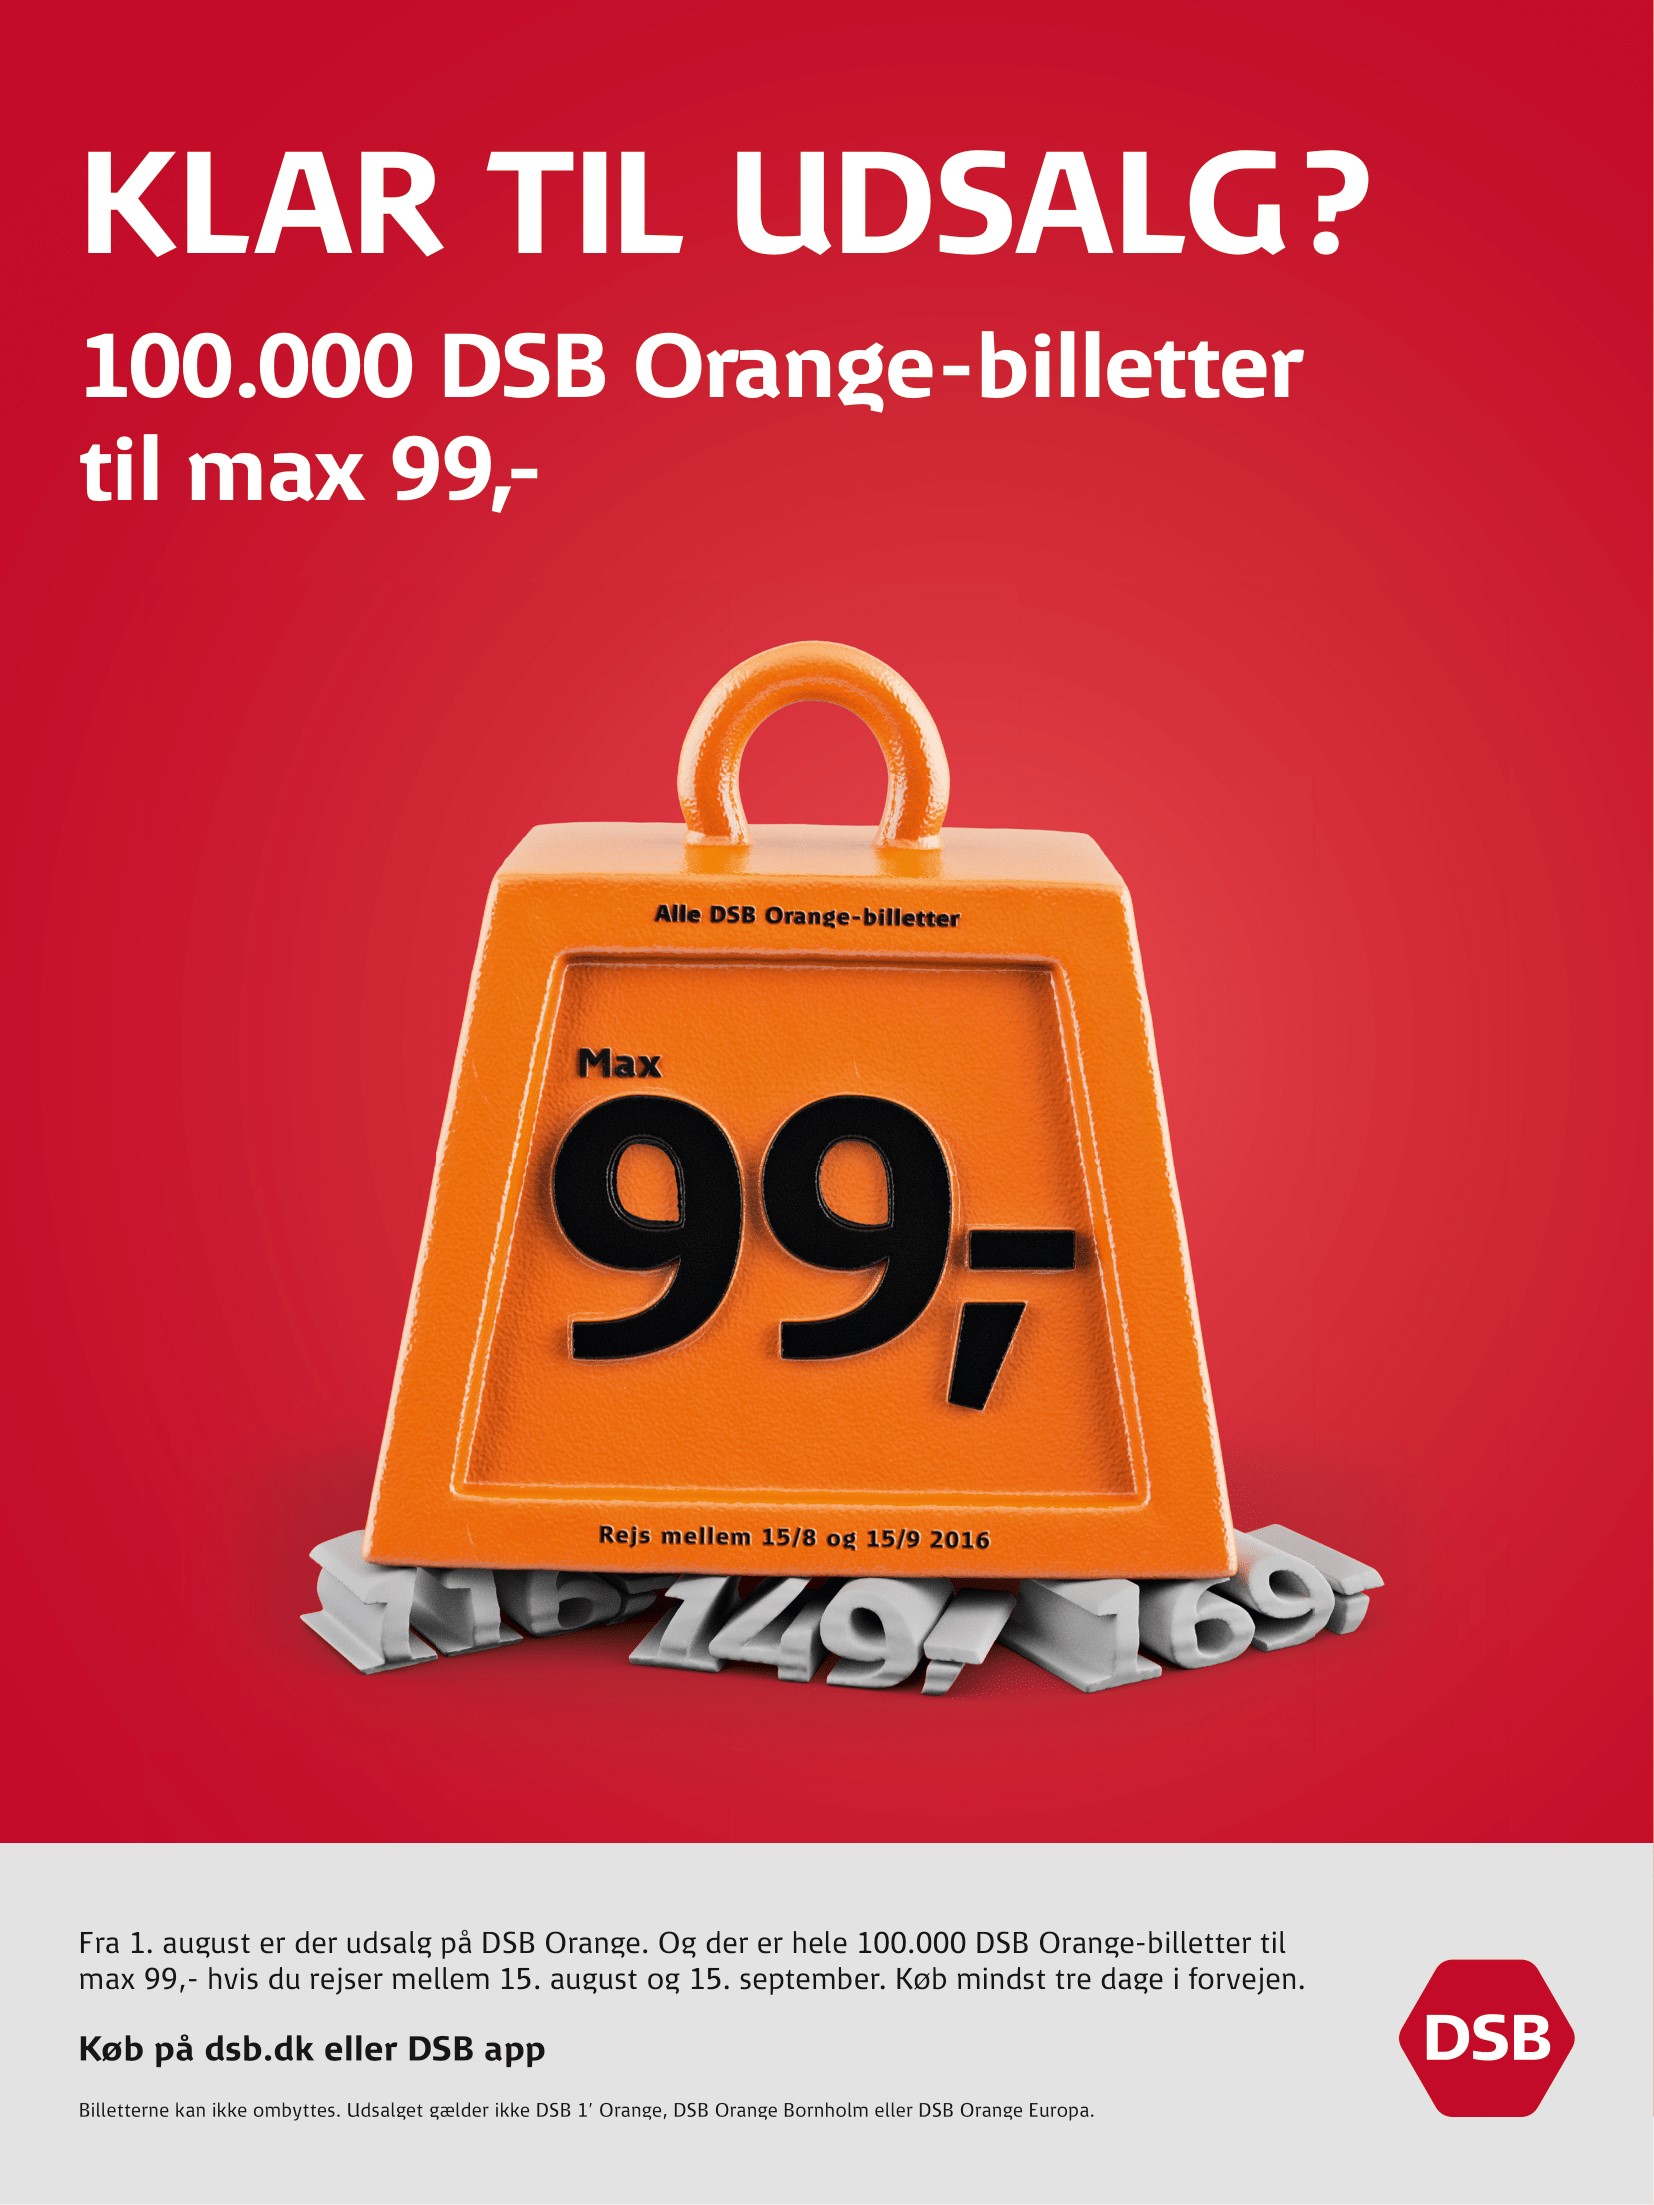 KLAR TIL UDSALG?
100.000 DSB Orange-billetter
til max 99,-
Alle DSB Orange-billetter
Max
99,-
Rejs mellem 15/8 og 15/9 2016
116,- 149,- 169,-
Fra 1. august er der udsalg på DSB Orange. Og der er hele 100.000 DSB Orange-billetter til
max 99,- hvis du rejser mellem 15. august og 15. september. Køb mindst tre dage i forvejen.
Køb på dsb.dk eller DSB app
DSB
Billetterne kan ikke ombyttes. Udsalget gælder ikke DSB 1' Orange, DSB Orange Bornholm eller DSB Orange Europa.